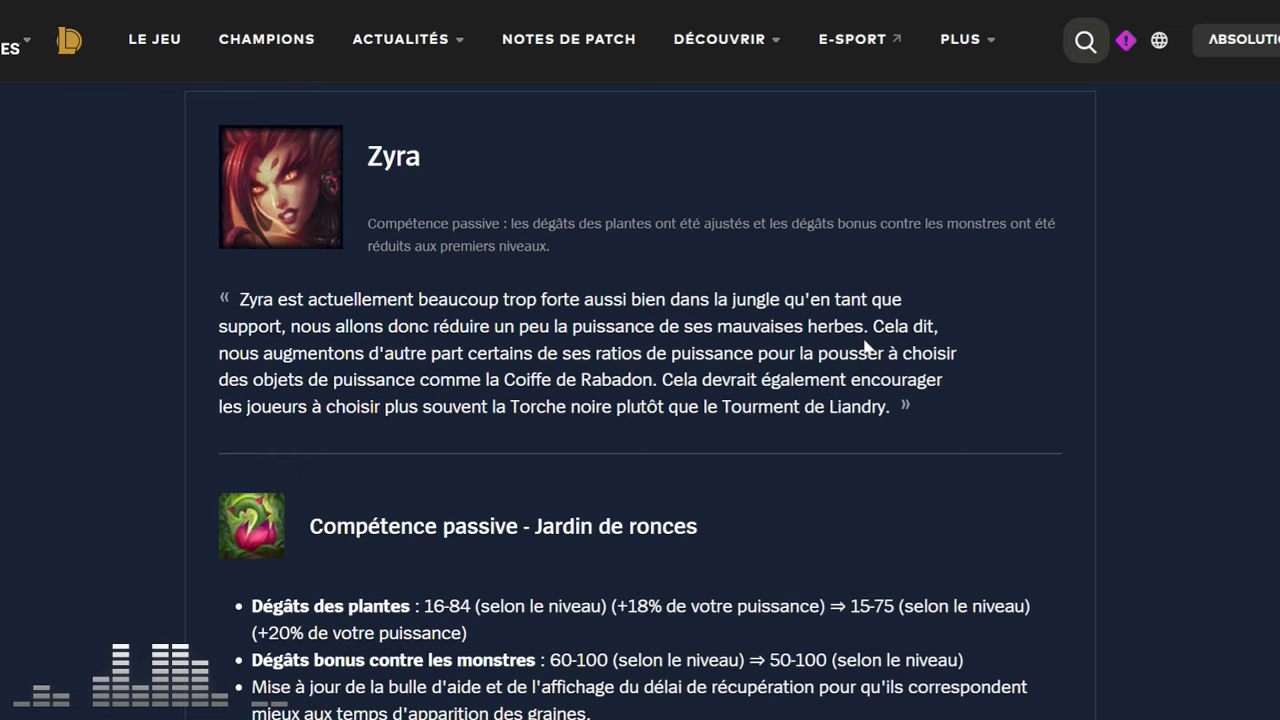 ES
LE JEU
CHAMPIONS
ACTUALITÉS
NOTES DE PATCH
DÉCOUVRIR
E-SPORT
PLUS
ABSOLUTI
Zyra
Compétence passive : les dégâts des plantes ont été ajustés et les dégâts bonus contre les monstres ont été
réduits aux premiers niveaux.
« Zyra est actuellement beaucoup trop forte aussi bien dans la jungle qu'en tant que
support, nous allons donc réduire un peu la puissance de ses mauvaises herbes. Cela dit,
nous augmentons d'autre part certains de ses ratios de puissance pour la pousser à choisir
des objets de puissance comme la Coiffe de Rabadon. Cela devrait également encourager
les joueurs à choisir plus souvent la Torche noire plutôt que le Tourment de Liandry. »
Compétence passive - Jardin de ronces
• Dégâts des plantes : 16-84 (selon le niveau) (+18% de votre puissance) ⇒ 15-75 (selon le niveau)
(+20% de votre puissance)
• Dégâts bonus contre les monstres : 60-100 (selon le niveau) ⇒ 50-100 (selon le niveau)
• Mise à jour de la bulle d'aide et de l'affichage du délai de récupération pour qu'ils correspondent
mieux aux temps d'apparition des graines.